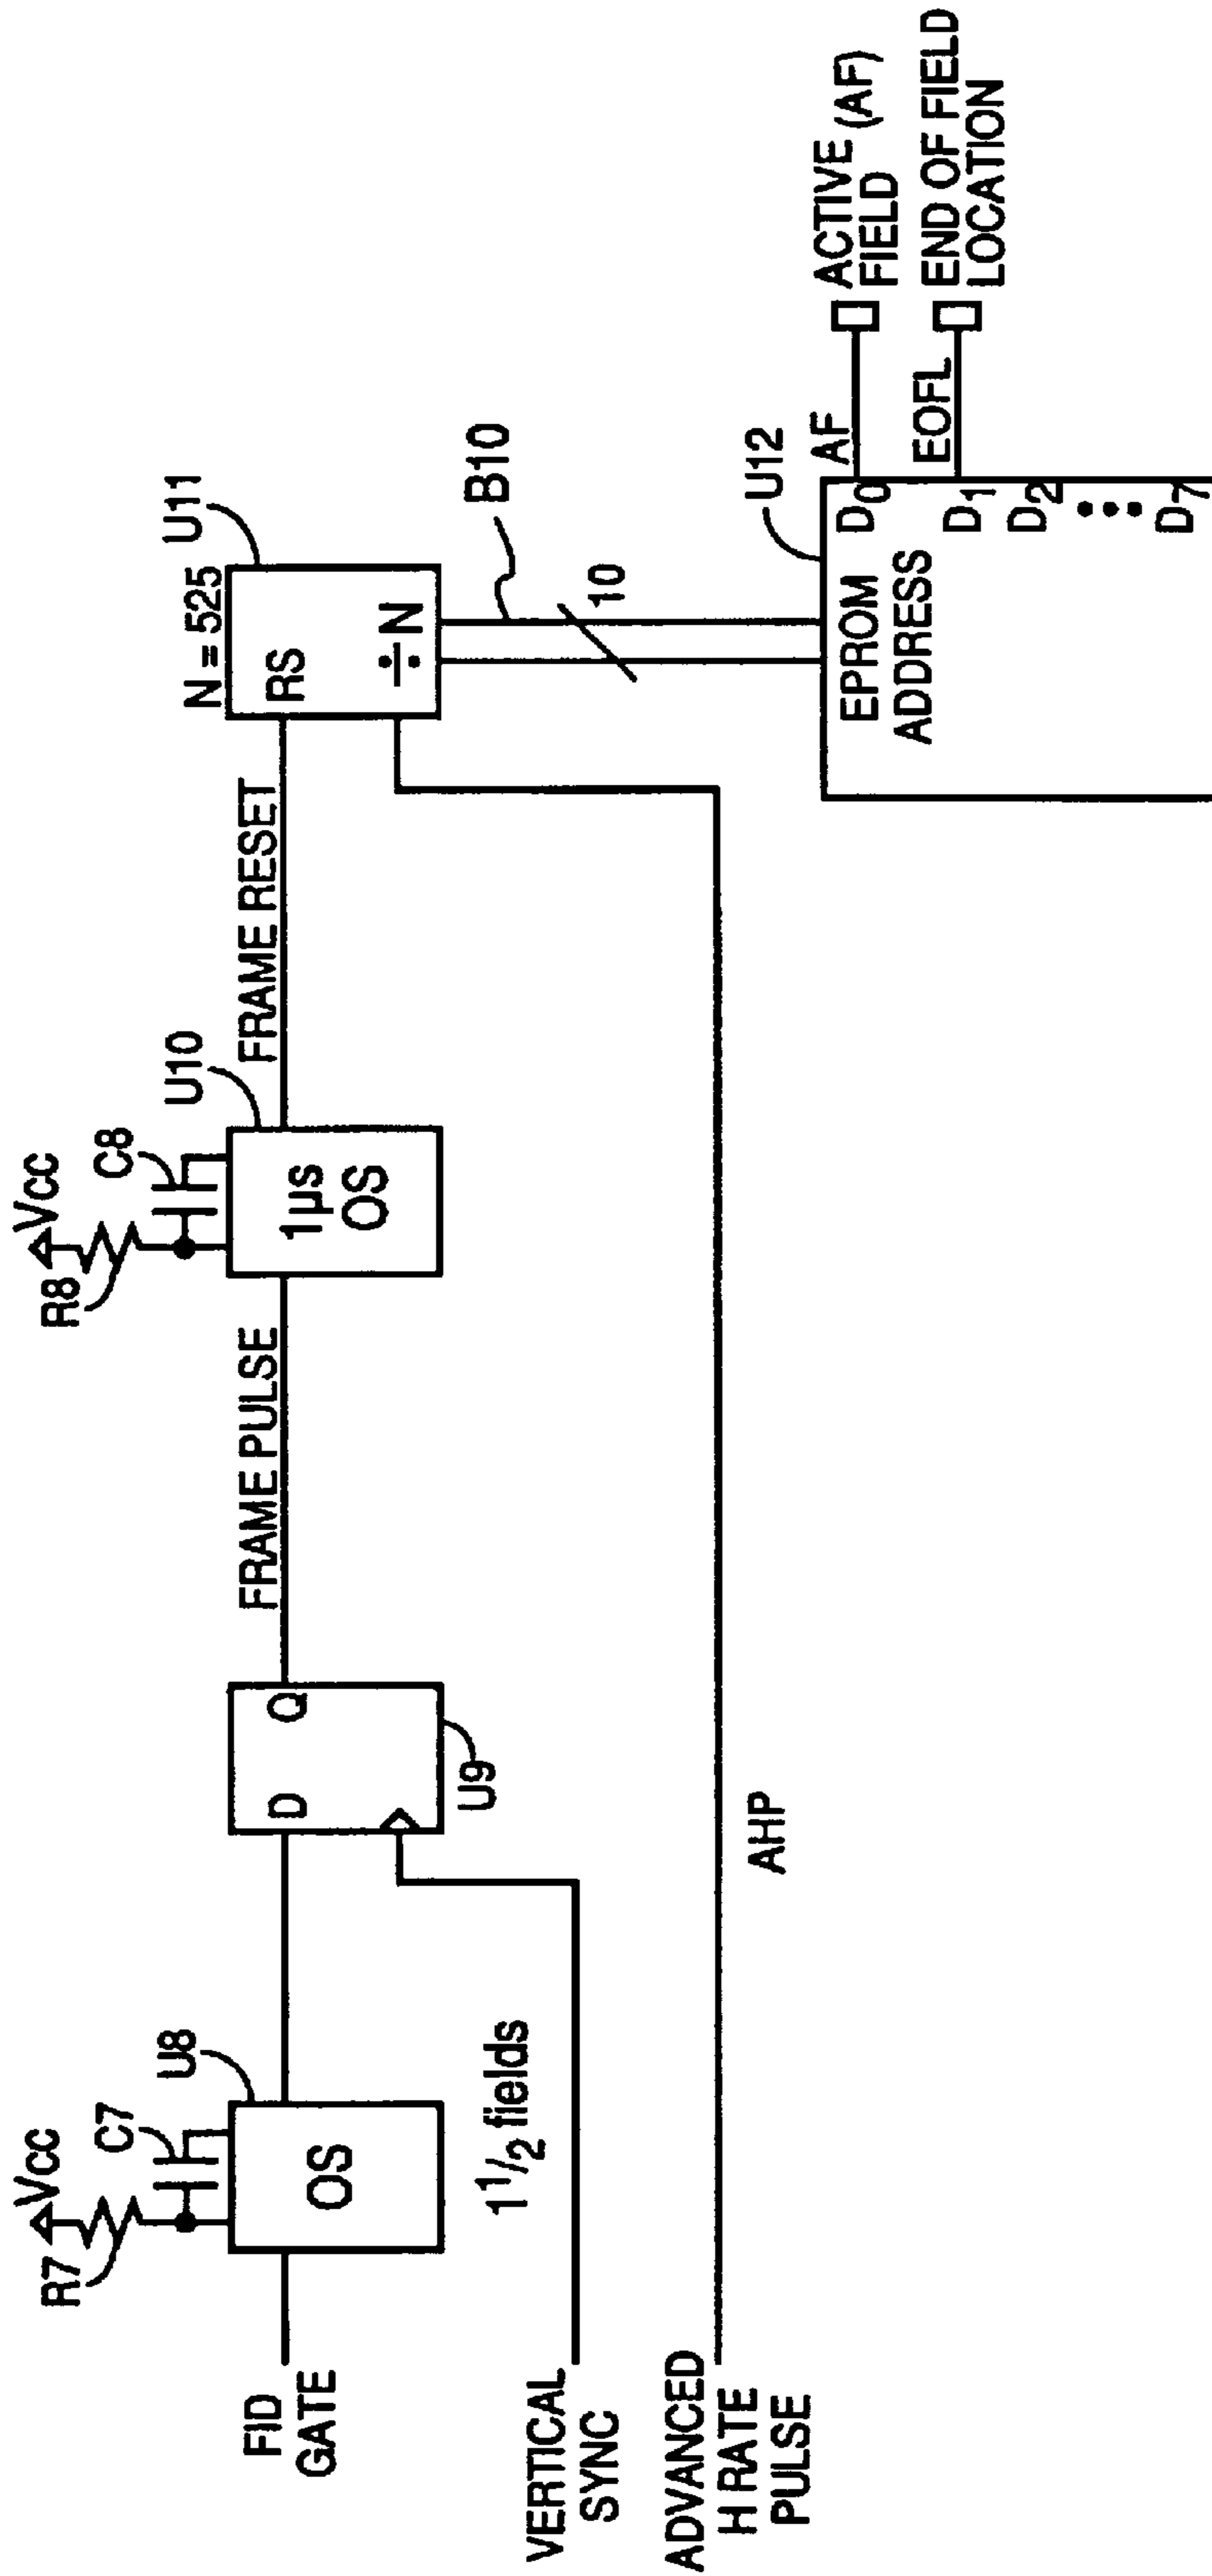 Vcc
R7
C7
U8
OS
FID
GATE
1 1/2 fields
VERTICAL
SYNC
ADVANCED
H RATE
PULSE
D
Q
U9
FRAME PULSE
Vcc
R8
C8
U10
1µs
OS
FRAME RESET
AHP
N = 525
U11
RS
÷N
B10
10
U12
EPROM
ADDRESS
D0
D1
D2
D7
AF
EOFL
ACTIVE
FIELD (AF)
END OF FIELD
LOCATION